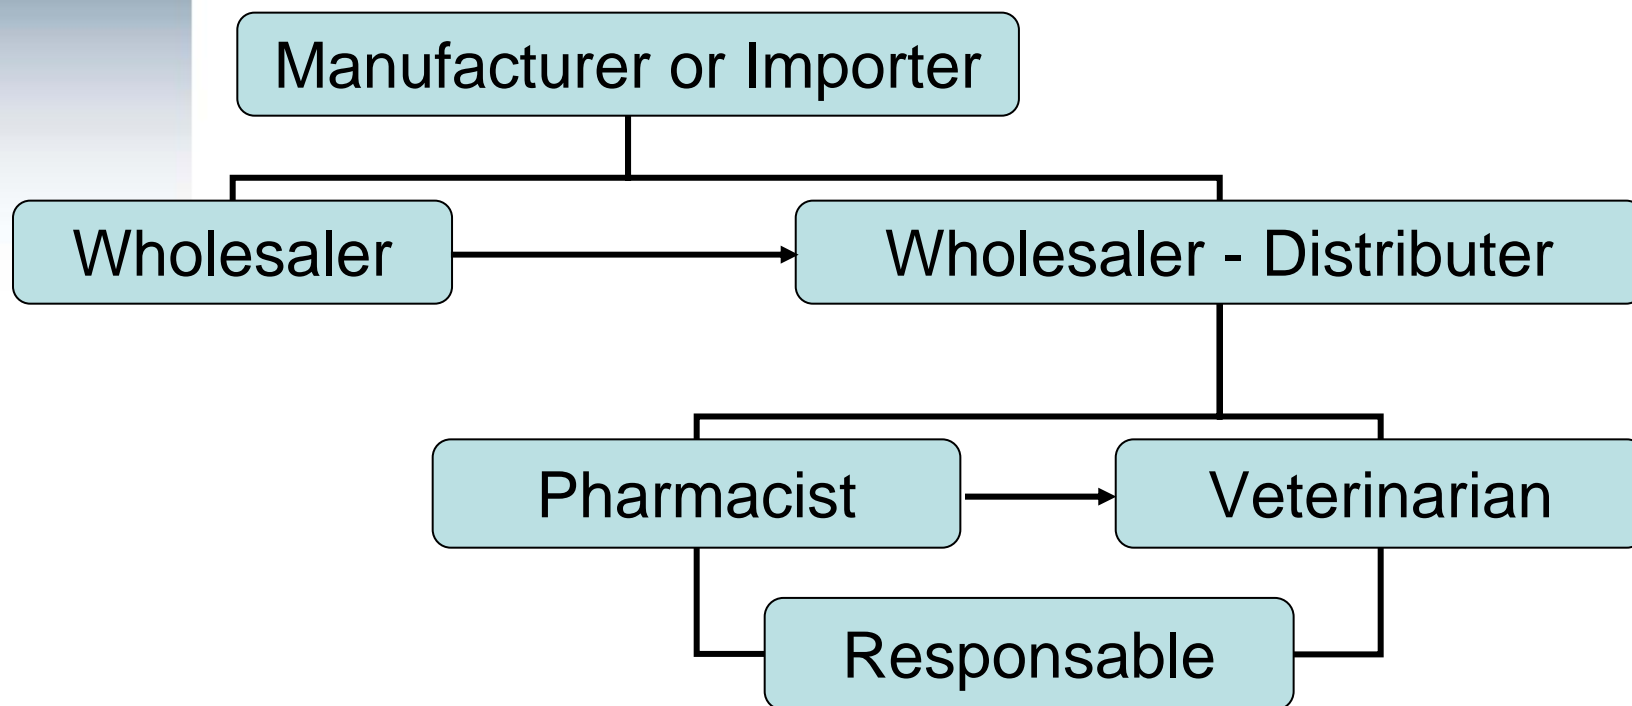 Manufacturer or Importer
Wholesaler
Wholesaler - Distributer
Pharmacist
Veterinarian
Responsable